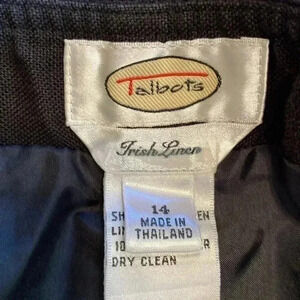 Talbots
Irish Linen
14
MADE IN
THAILAND
DRY CLEAN